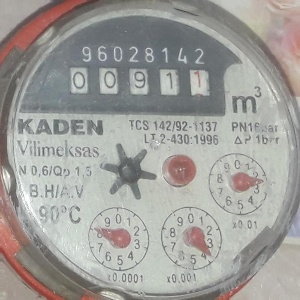 96028142
00911
m³
KADEN
TCS 142/92-1137
PN16bar
Vilimeksas
LT 2-430:1996
ΔP 1bar
N 0,6/Qp 1,5
B.H/A.V
90°C
x0.01
x0.0001
x0.001